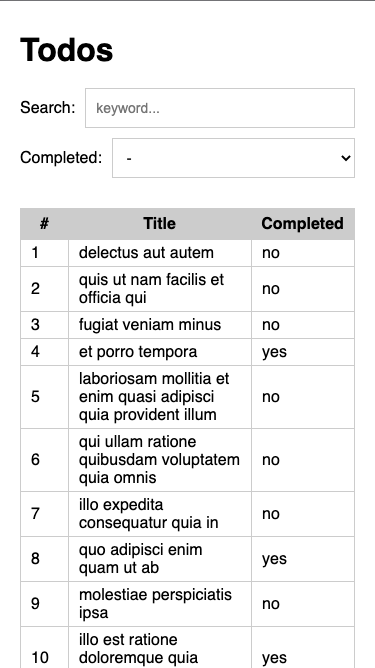 Todos
Search: keyword...
Completed: -
# Title Completed
1 delectus aut autem no
2 quis ut nam facilis et
officia qui no
3 fugiat veniam minus no
4 et porro tempora yes
5 laboriosam mollitia et
enim quasi adipisci
quia provident illum no
6 qui ullam ratione
quibusdam voluptatem
quia omnis no
7 illo expedita
consequatur quia in no
8 quo adipisci enim
quam ut ab yes
9 molestiae perspiciatis
ipsa no
10 illo est ratione
doloremque quia yes